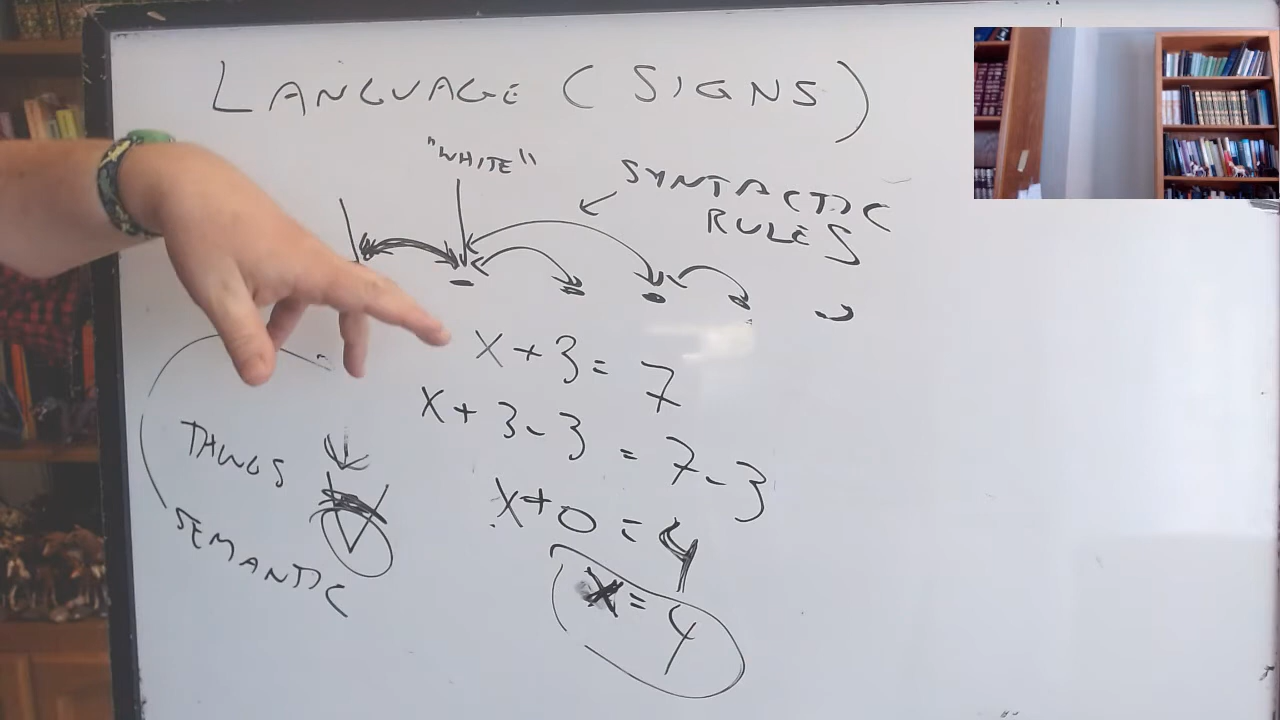 LANGUAGE (SIGNS)
"WHITE"
SYNTACTIC
RULES
X + 3 = 7
X + 3 - 3 = 7 - 3
X + 0 = 4
X = 4
THINGS
SEMANTIC